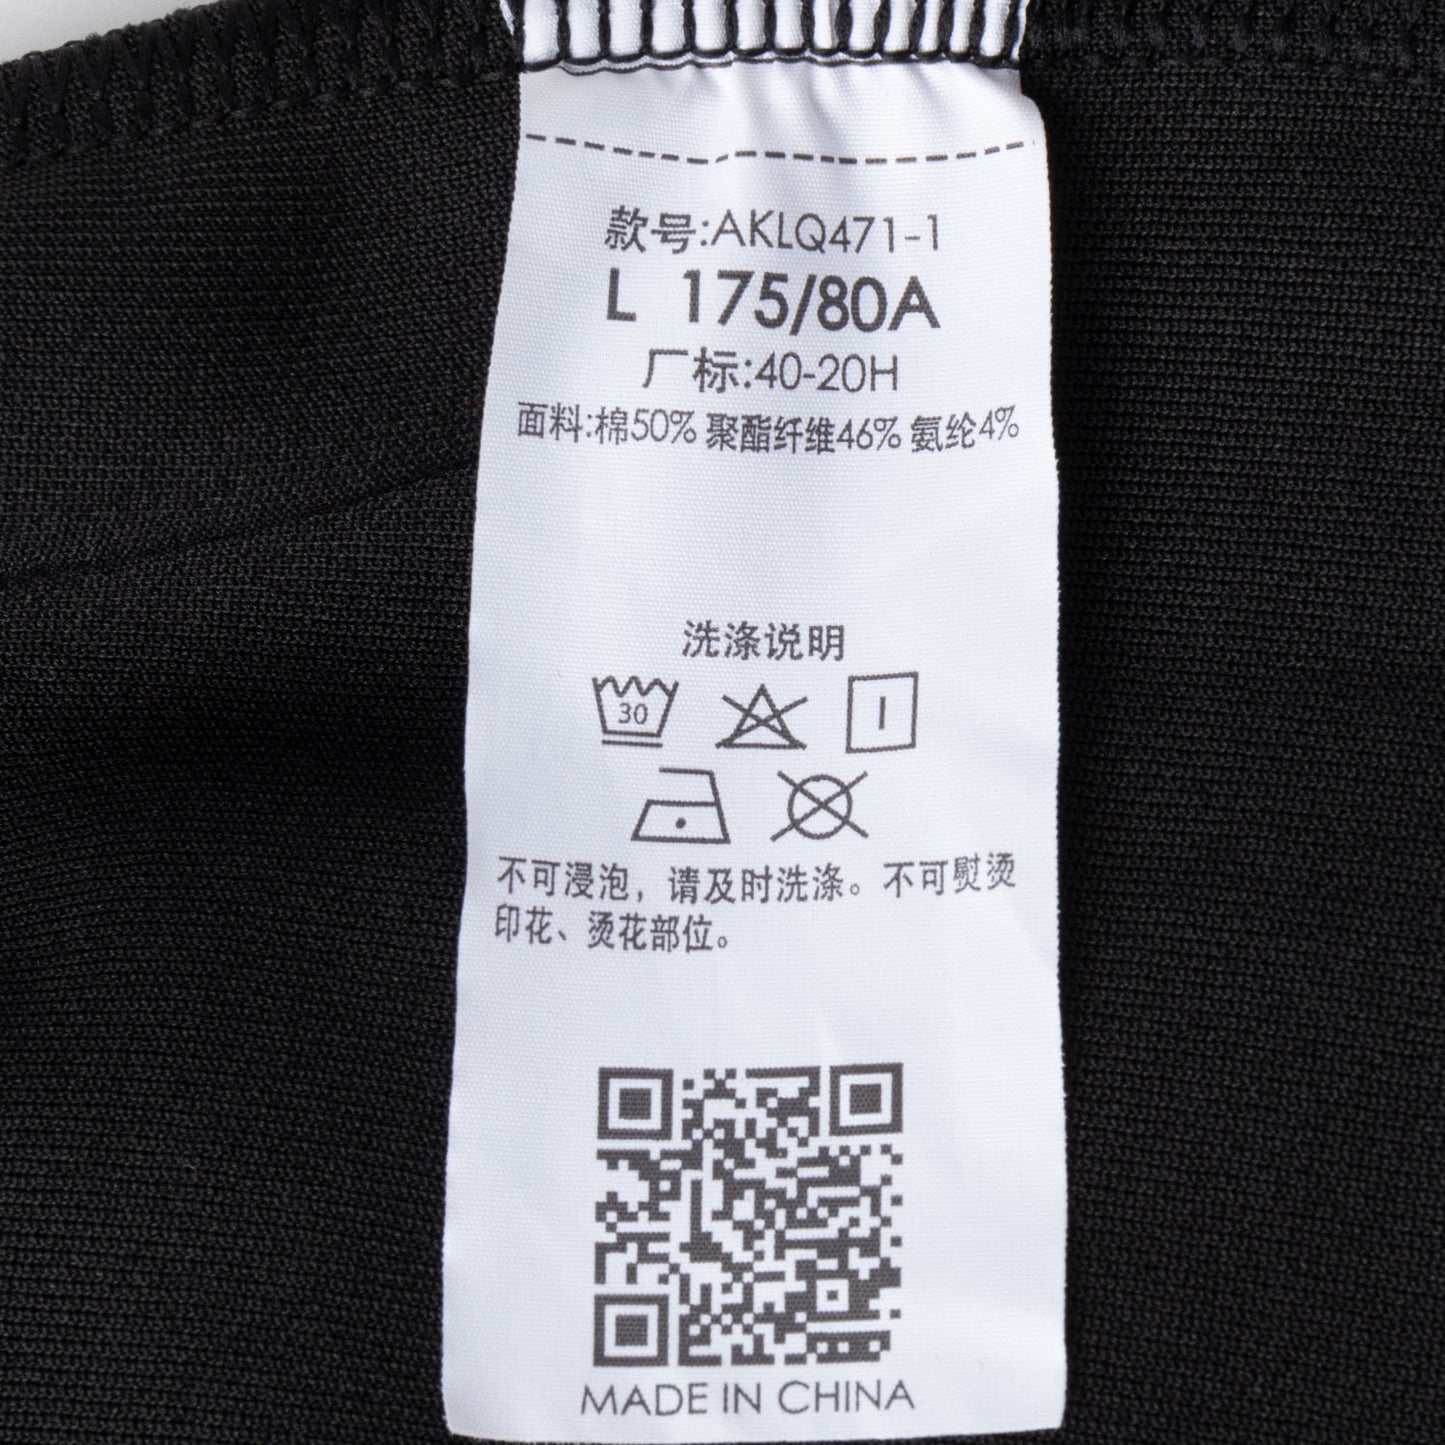 款号:AKLQ471-1
L 175/80A
厂标:40-20H
面料:棉50% 聚酯纤维46% 氨纶4%
洗涤说明
30
不可浸泡，请及时洗涤。不可熨烫
印花、烫花部位。
MADE IN CHINA